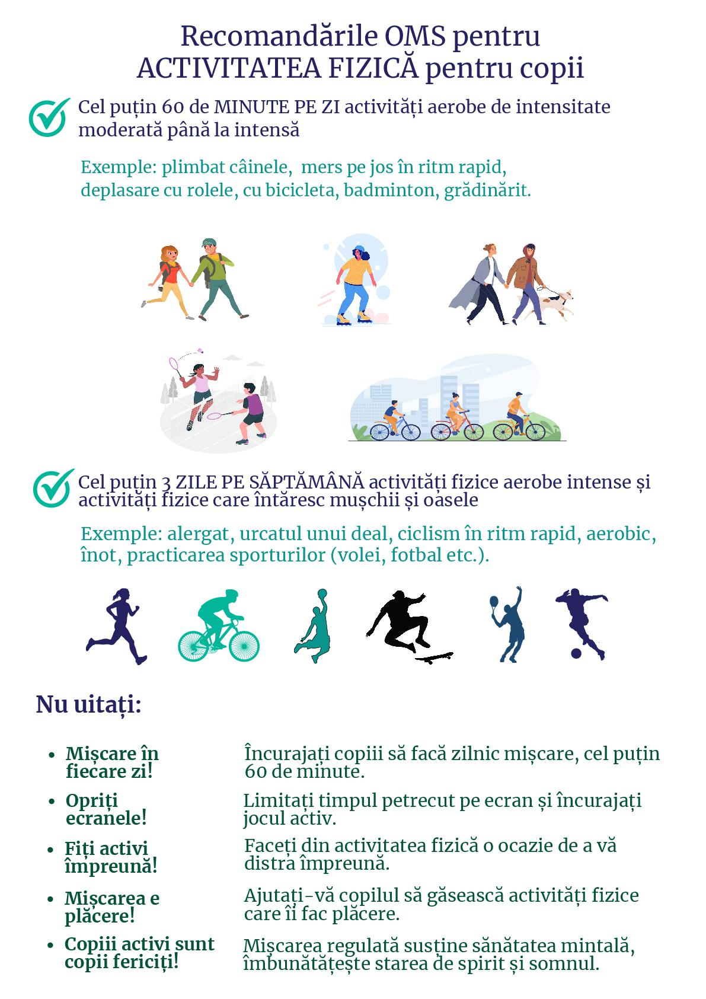 Recomandările OMS pentru
ACTIVITATEA FIZICĂ pentru copii
Cel puțin 60 de MINUTE PE ZI activități aerobe de intensitate
moderată până la intensă
Exemple: plimbat câinele, mers pe jos în ritm rapid,
deplasare cu rolele, cu bicicleta, badminton, grădinărit.
Cel puțin 3 ZILE PE SĂPTĂMÂNĂ activități fizice aerobe intense și
activități fizice care întăresc mușchii și oasele
Exemple: alergat, urcatul unui deal, ciclism în ritm rapid, aerobic,
înot, practicarea sporturilor (volei, fotbal etc.).
Nu uitați:
• Mișcare în
fiecare zi!
Încurajați copiii să facă zilnic mișcare, cel puțin
60 de minute.
• Opriți
ecranele!
Limitați timpul petrecut pe ecran și încurajați
jocul activ.
• Fiți activi
împreună!
Faceți din activitatea fizică o ocazie de a vă
distra împreună.
• Mișcarea e
plăcere!
Ajutați-vă copilul să găsească activități fizice
care îi fac plăcere.
• Copiii activi sunt
copii fericiți!
Mișcarea regulată susține sănătatea mintală,
îmbunătățește starea de spirit și somnul.